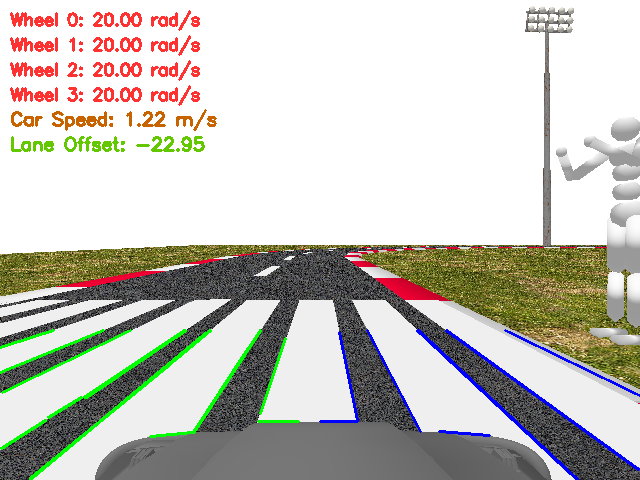 Wheel 0: 20.00 rad/s
Wheel 1: 20.00 rad/s
Wheel 2: 20.00 rad/s
Wheel 3: 20.00 rad/s
Car Speed: 1.22 m/s
Lane Offset: -22.95